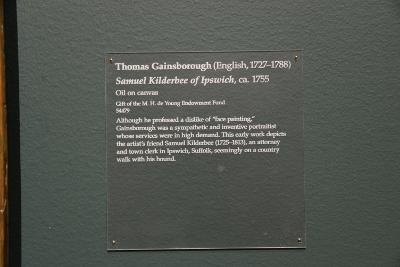 Thomas Gainsborough (English, 1727–1788)
Samuel Kilderbee of Ipswich, ca. 1755
Oil on canvas
Gift of the M. H. de Young Endowment Fund
54479
Although he professed a dislike of "face painting,"
Gainsborough was a sympathetic and inventive portraitist
whose services were in high demand. This early work depicts
the artist's friend Samuel Kilderbee (1725–1813), an attorney
and town clerk in Ipswich, Suffolk, seemingly on a country
walk with his hound.